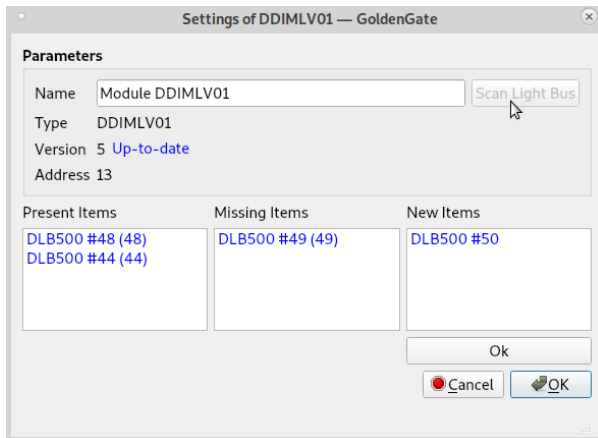 Settings of DDIMLV01 — GoldenGate
Parameters
Name Module DDIMLV01 Scan Light Bus
Type DDIMLV01
Version 5 Up-to-date
Address 13
Present Items Missing Items New Items
DLB500 #48 (48) DLB500 #49 (49) DLB500 #50
DLB500 #44 (44)
Ok
Cancel OK